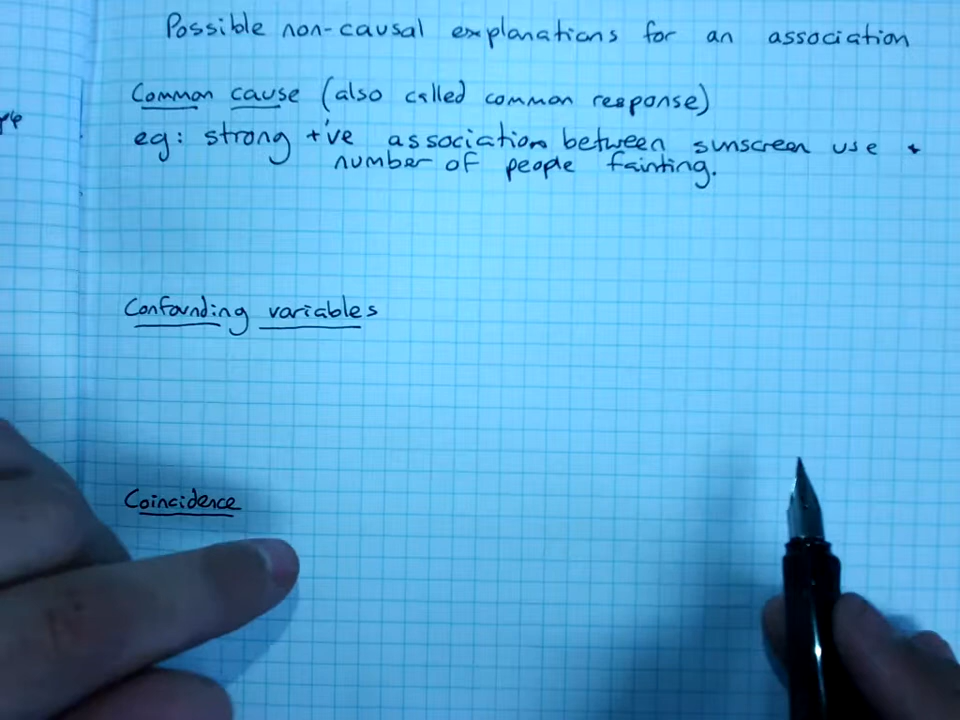 Possible non-causal explanations for an association
Common cause (also called common response)
eg: strong +'ve association between sunscreen use +
number of people fainting.
Confounding variables
Coincidence